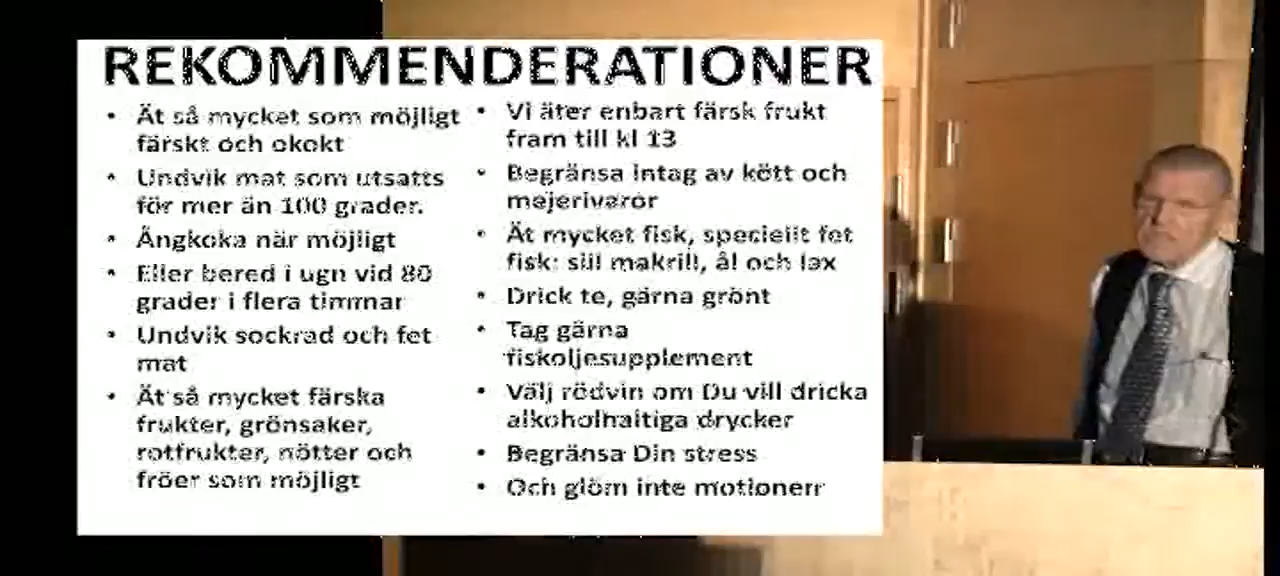 REKOMMENDERATIONER
• Ät så mycket som möjligt
färskt och okokt
• Undvik mat som utsatts
för mer än 100 grader.
• Ångkoka när möjligt
• Eller bered i ugn vid 80
grader i flera timmar
• Undvik sockrad och fet
mat
• Ät så mycket färska
frukter, grönsaker,
rotfrukter, nötter och
fröer som möjligt
• Vi äter enbart färsk frukt
fram till kl 13
• Begränsa intag av kött och
mejerivaror
• Ät mycket fisk, speciellt fet
fisk: sill makrill, ål och lax
• Drick te, gärna grönt
• Tag gärna
fiskoljesupplement
• Välj rödvin om Du vill dricka
alkoholhaltiga drycker
• Begränsa Din stress
• Och glöm inte motionen